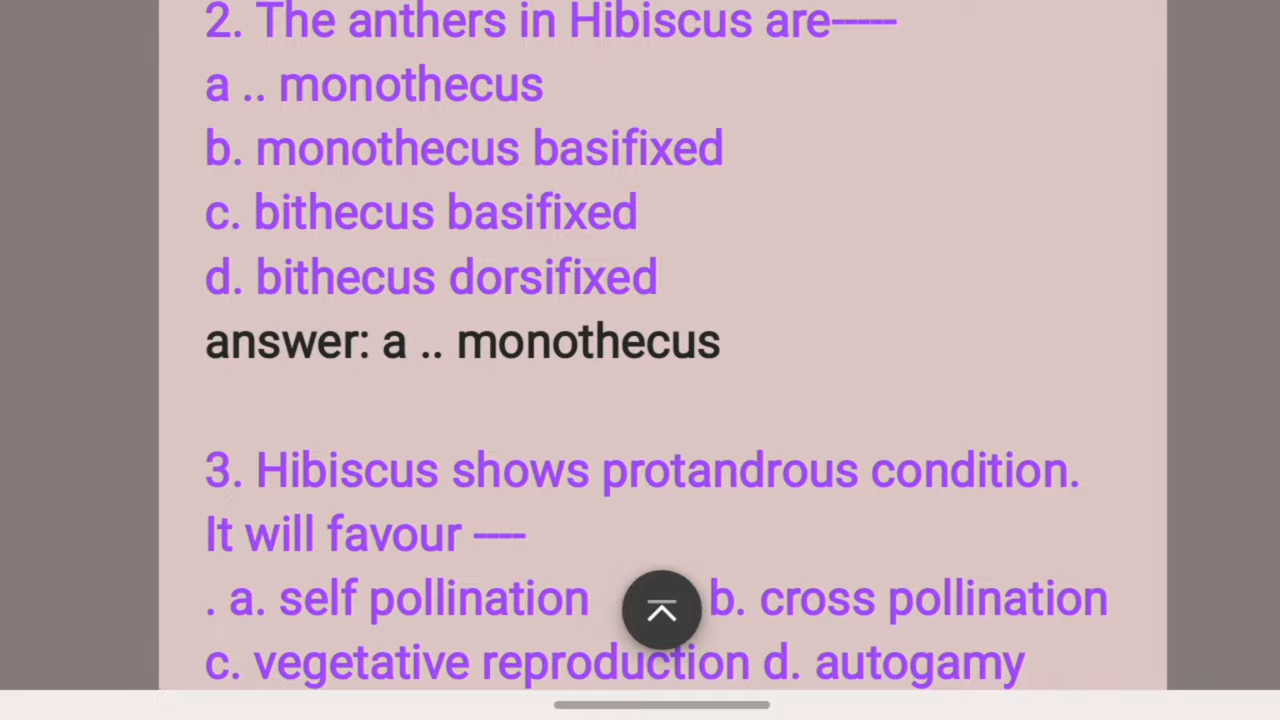 2. The anthers in Hibiscus are-----
a .. monothecus
b. monothecus basifixed
c. bithecus basifixed
d. bithecus dorsifixed
answer: a .. monothecus
3. Hibiscus shows protandrous condition.
It will favour ----
. a. self pollination b. cross pollination
c. vegetative reproduction d. autogamy